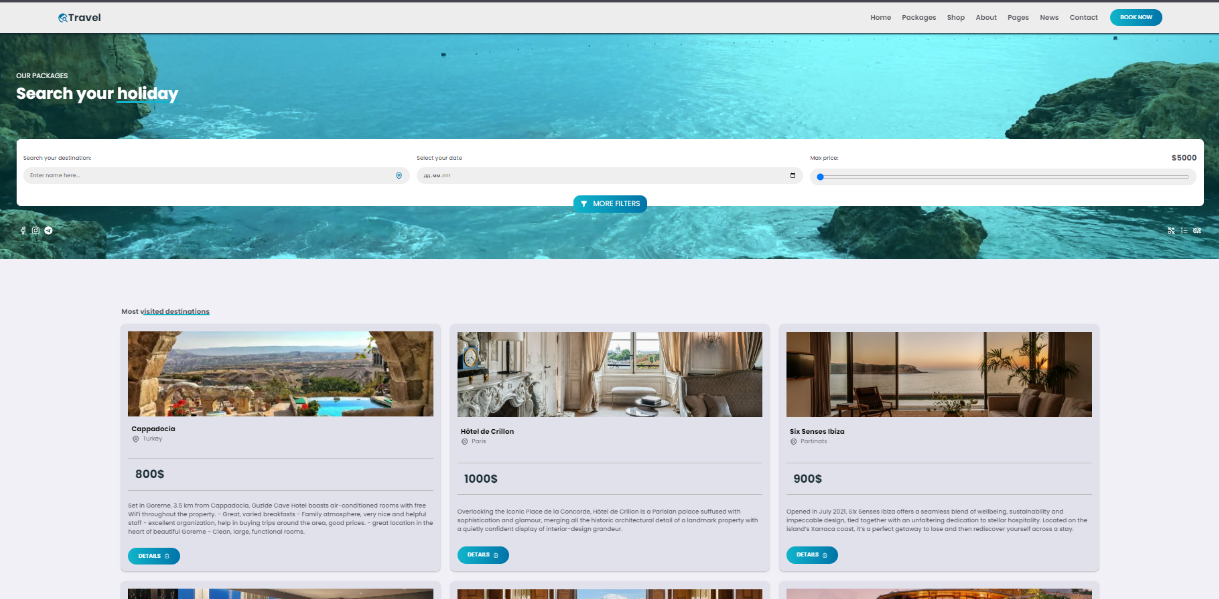 Travel
Home Packages Shop About Pages News Contact BOOK NOW
OUR PACKAGES
Search your holiday
Search your destination:
Select your date
Max price:
$5000
Enter name here...
MORE FILTERS
Most visited destinations
Cappadocia
Turkey
800$
Set in Goreme, 3.5 km from Cappadocia, Guzide Cave Hotel boasts air-conditioned rooms with free
WiFi throughout the property. - Great, varied breakfasts - Family atmosphere, very nice and helpful
staff - excellent organization, help in buying trips around the area, good prices. - great location in the
heart of beautiful Goreme - Clean, large, functional rooms.
DETAILS
Hôtel de Crillon
Paris
1000$
Overlooking the iconic Place de la Concorde, Hôtel de Crillon is a Parisian palace suffused with
sophistication and glamour, merging all the historic architectural detail of a landmark property with
a quietly confident display of interior-design grandeur.
DETAILS
Six Senses Ibiza
Portinatx
900$
Opened in July 2021, Six Senses Ibiza offers a seamless blend of wellbeing, sustainability and
impeccable design, tied together with an unfaltering dedication to stellar hospitality. Located on the
island's Xarraca coast, it's a perfect getaway to lose and then rediscover yourself across a stay.
DETAILS